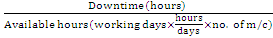 Downtime (hours)
Available hours (working days × hours/days × no. of m/c)